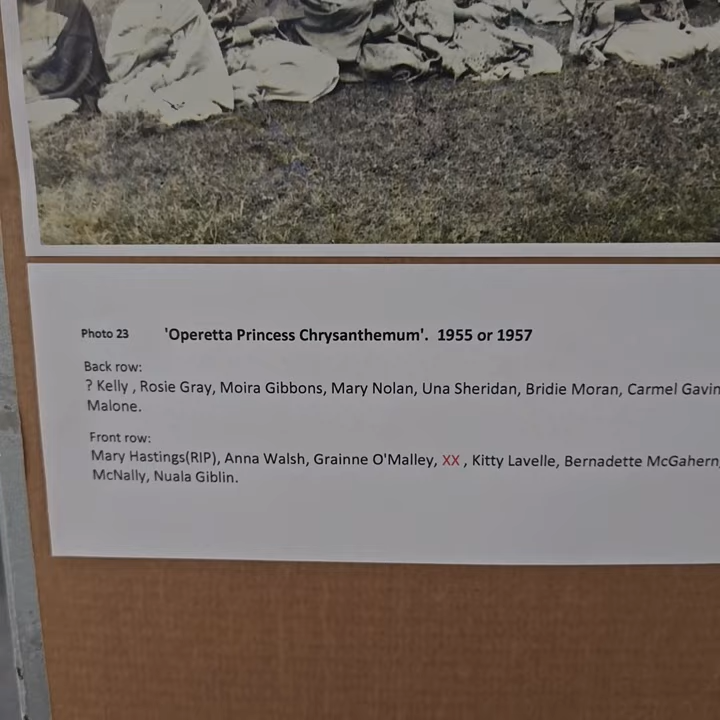 Photo 23 'Operetta Princess Chrysanthemum'. 1955 or 1957
Back row:
? Kelly , Rosie Gray, Moira Gibbons, Mary Nolan, Una Sheridan, Bridie Moran, Carmel Gavin
Malone.
Front row:
Mary Hastings(RIP), Anna Walsh, Grainne O'Malley, XX , Kitty Lavelle, Bernadette McGahern,
McNally, Nuala Giblin.